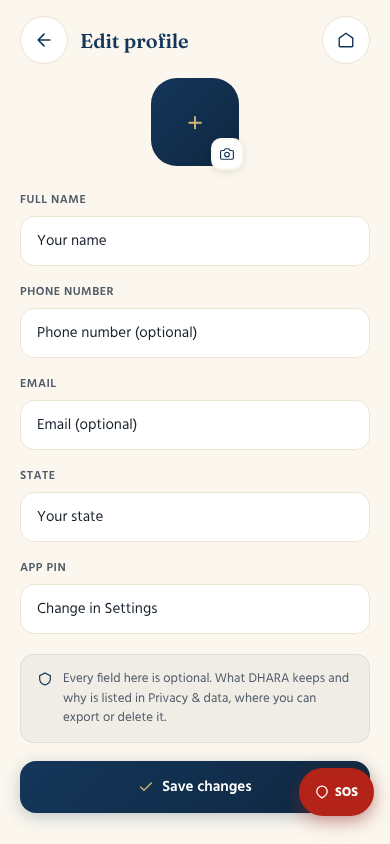 Edit profile
FULL NAME
Your name
PHONE NUMBER
Phone number (optional)
EMAIL
Email (optional)
STATE
Your state
APP PIN
Change in Settings
Every field here is optional. What DHARA keeps and
why is listed in Privacy & data, where you can
export or delete it.
Save changes
SOS